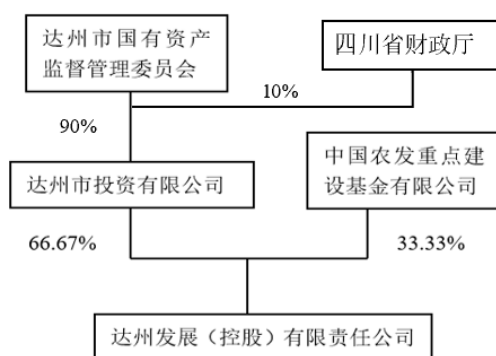 达州市国有资产
监督管理委员会
四川省财政厅
10%
90%
达州市投资有限公司
中国农发重点建
设基金有限公司
66.67%
33.33%
达州发展（控股）有限责任公司